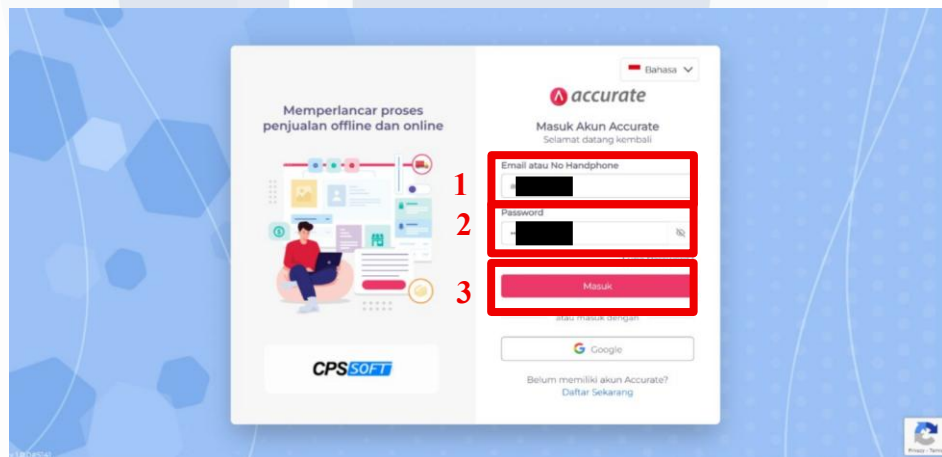 Bahasa
accurate
Memperlancar proses
penjualan offline dan online
Masuk Akun Accurate
Selamat datang kembali
1
Email atau No Handphone
2
Password
3
Masuk
atau masuk dengan
Google
CPSSOFT
Belum memiliki akun Accurate?
Daftar Sekarang